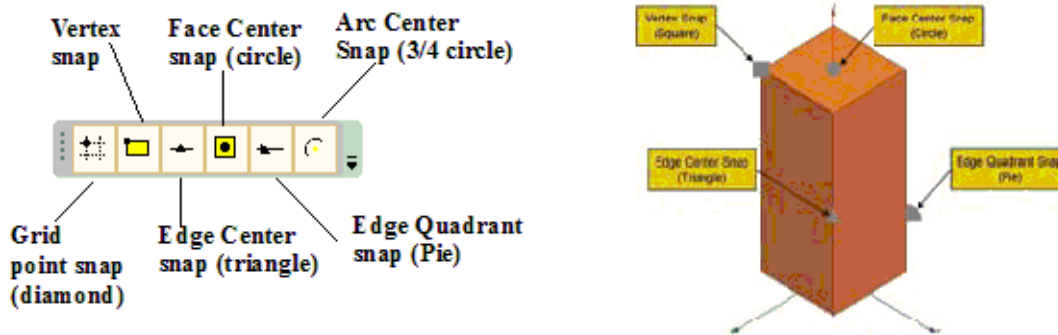 Vertex
snap
Face Center
snap (circle)
Arc Center
Snap (3/4 circle)
Grid
point snap
(diamond)
Edge Center
snap (triangle)
Edge Quadrant
snap (Pie)
Vertex Snap
(Square)
Face Center Snap
(Circle)
Edge Center Snap
(Triangle)
Edge Quadrant Snap
(Pie)